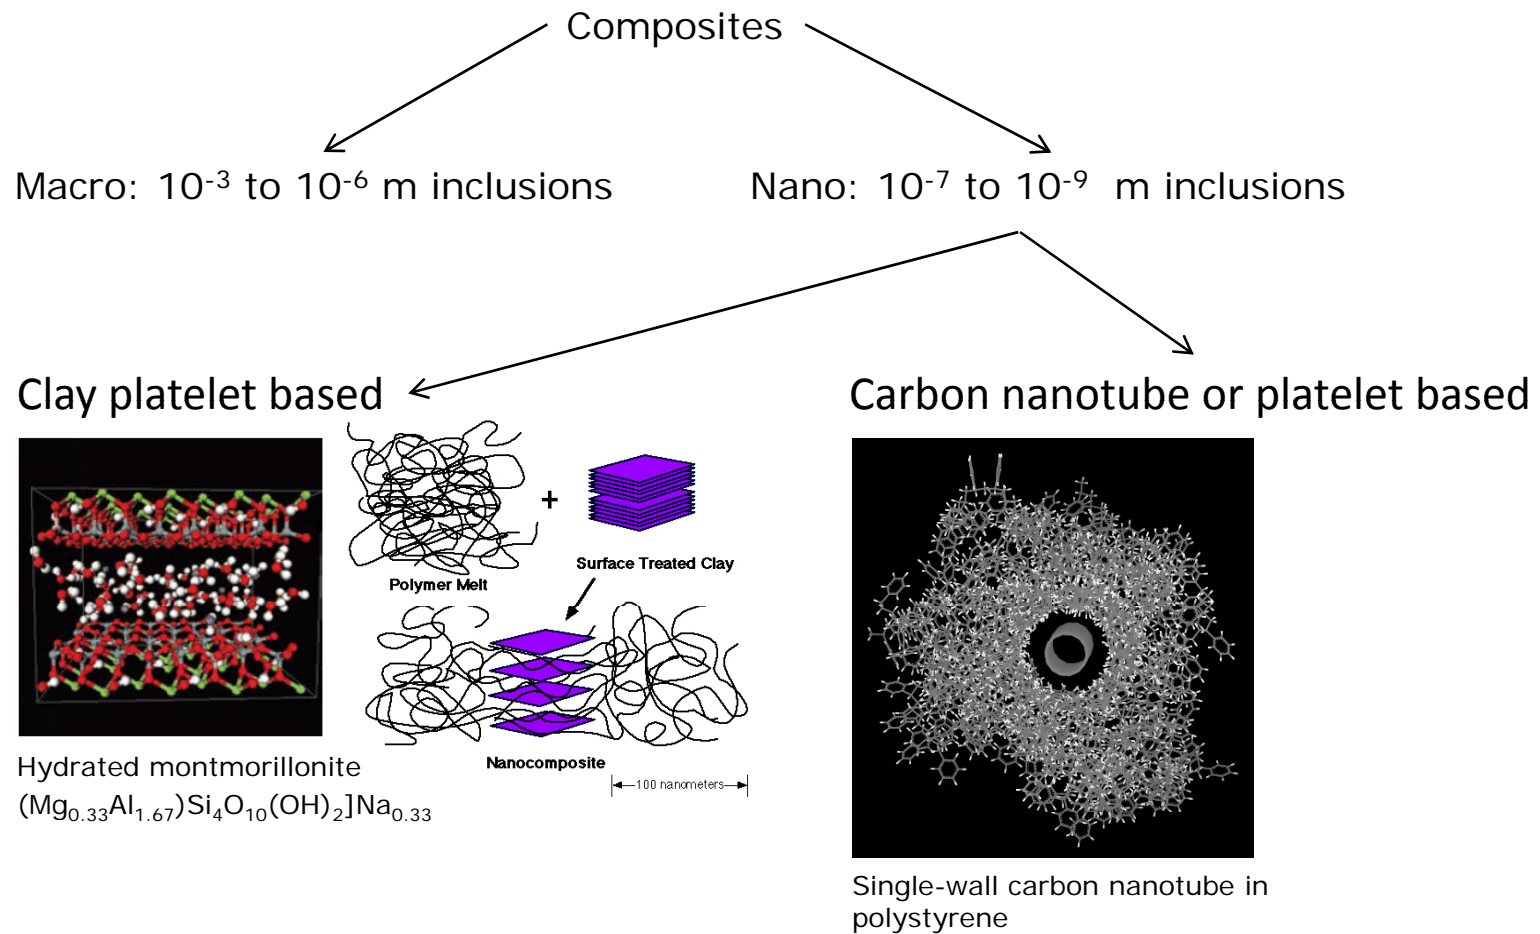 Composites
Macro: 10⁻³ to 10⁻⁶ m inclusions
Nano: 10⁻⁷ to 10⁻⁹ m inclusions
Clay platelet based
Carbon nanotube or platelet based
+
Polymer Melt
Surface Treated Clay
Nanocomposite
100 nanometers
Hydrated montmorillonite
(Mg₀.₃₃Al₁.₆₇)Si₄O₁₀(OH)₂]Na₀.₃₃
Single-wall carbon nanotube in
polystyrene